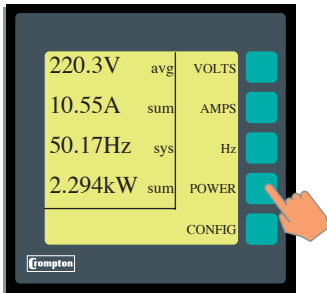 220.3V avg VOLTS
10.55A sum AMPS
50.17Hz sys Hz
2.294kW sum POWER
CONFIG
Crompton